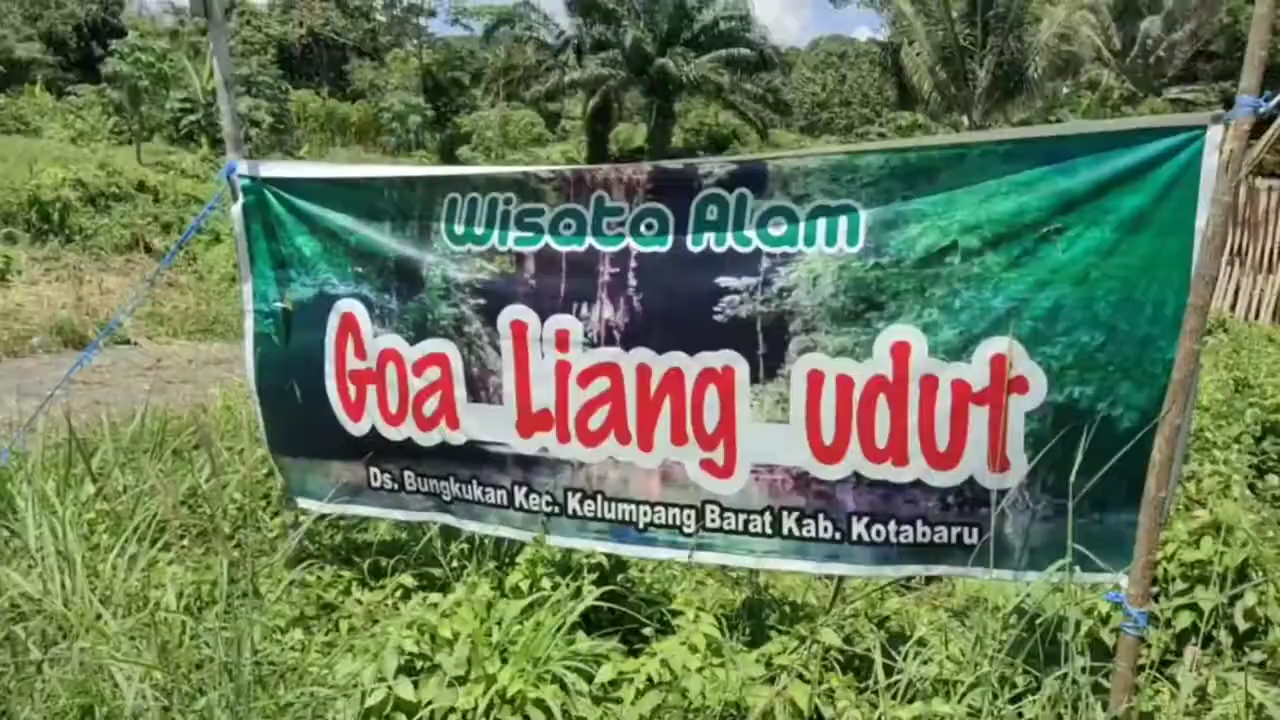 Wisata Alam
Goa Liang udut
Ds. Bungkukan Kec. Kelumpang Barat Kab. Kotabaru